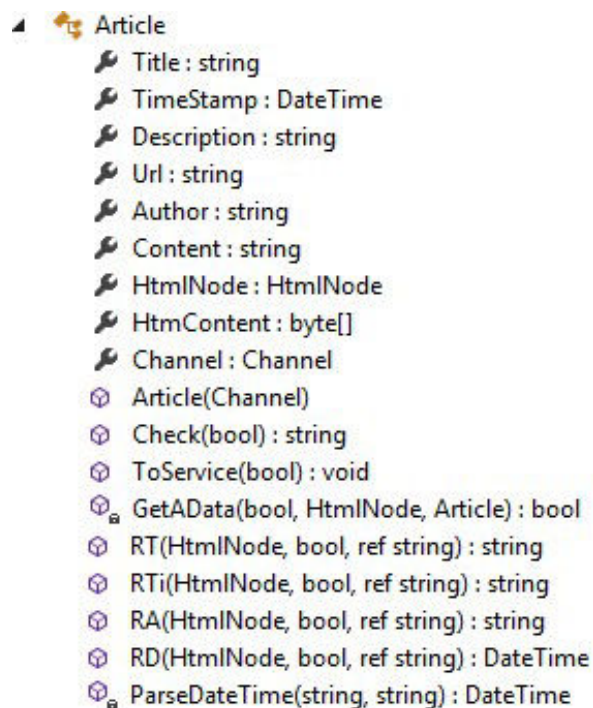 Article
Title : string
TimeStamp : DateTime
Description : string
Url : string
Author : string
Content : string
HtmlNode : HtmlNode
HtmContent : byte[]
Channel : Channel
Article(Channel)
Check(bool) : string
ToService(bool) : void
GetAData(bool, HtmlNode, Article) : bool
RT(HtmlNode, bool, ref string) : string
RTi(HtmlNode, bool, ref string) : string
RA(HtmlNode, bool, ref string) : string
RD(HtmlNode, bool, ref string) : DateTime
ParseDateTime(string, string) : DateTime